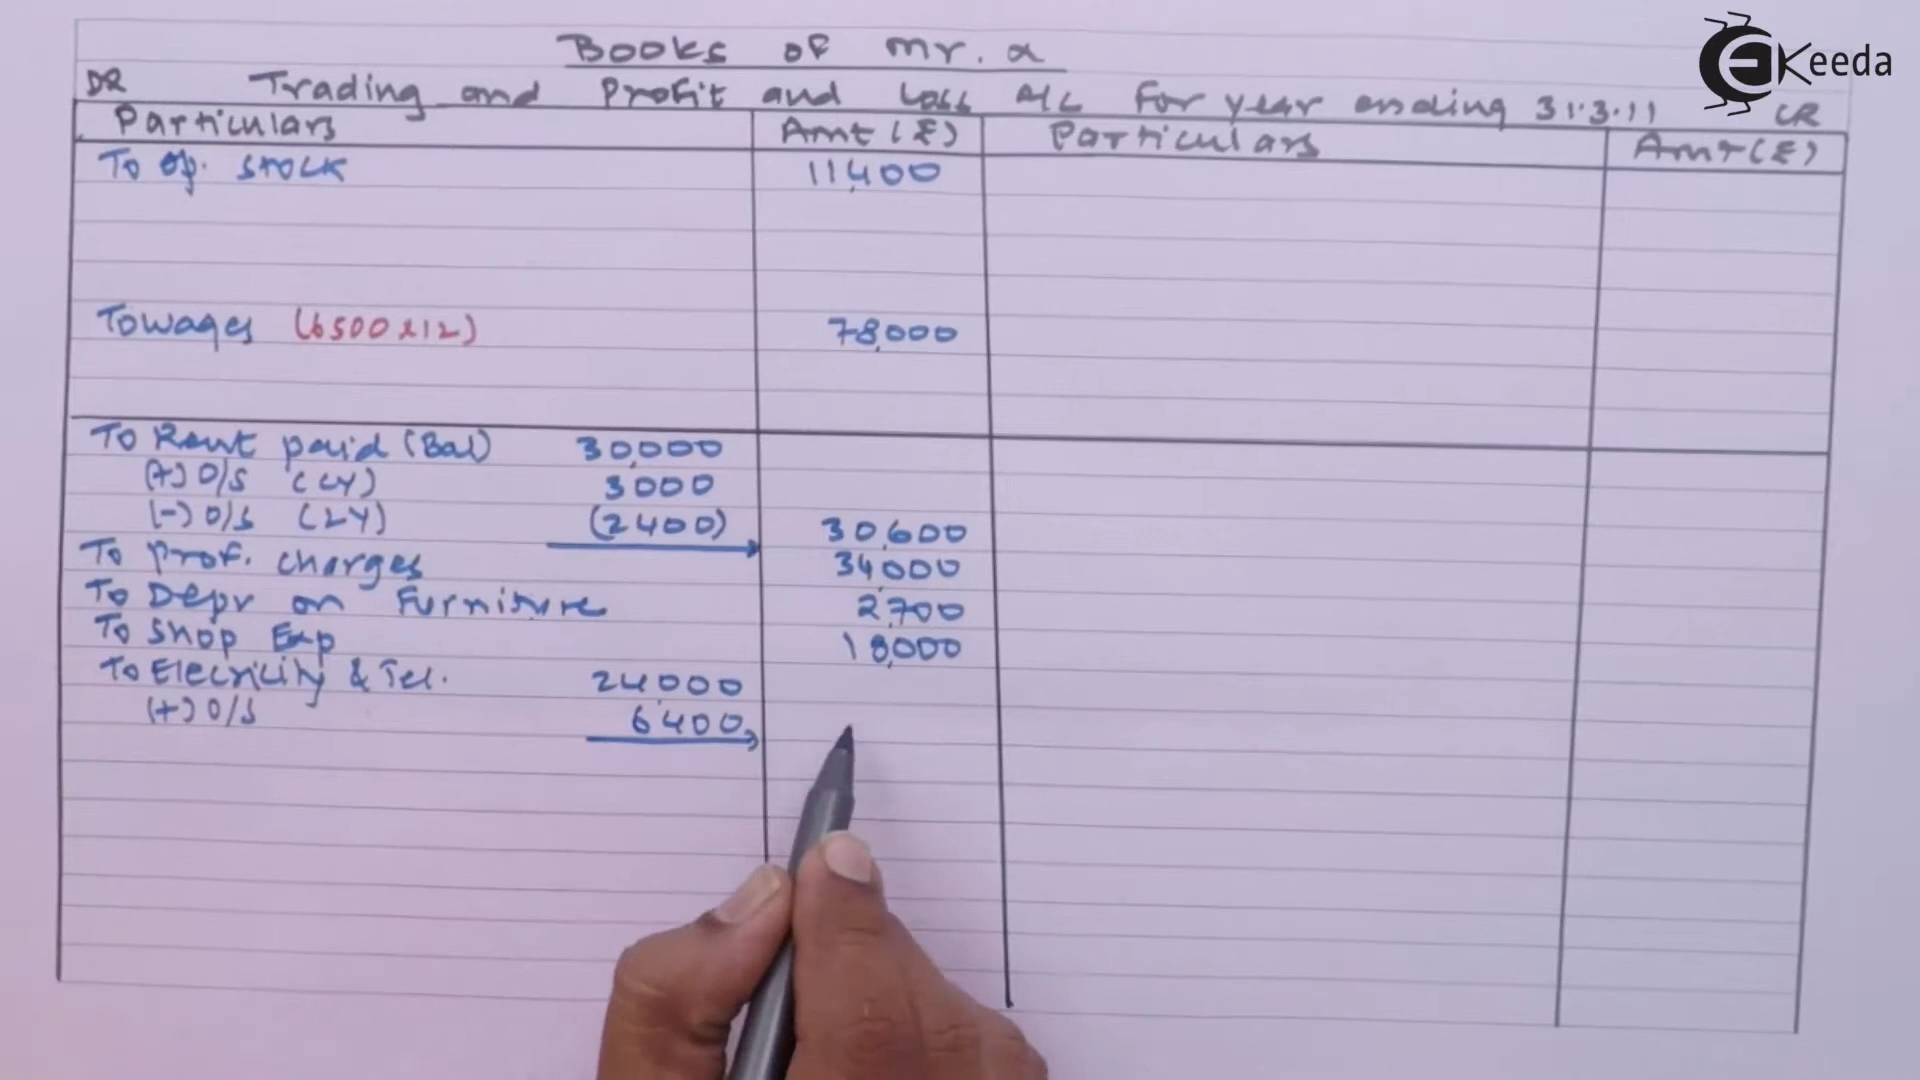 Books of mr. x
EKeeda
DR Trading and Profit and Loss A/c for year ending 31.3.11 CR
Particulars Amt (₹) Particulars Amt (₹)
To op. stock 11,400
To wages (6500x12) 78,000
To Rent paid (Bal) 30,000
(+) O/S (CY) 3000
(-) O/S (LY) (2400) 30,600
To prof. charges 34,000
To Depr on Furniture 2,700
To Shop Exp 18,000
To Elecricity & Tel. 24000
(+) O/S 6400